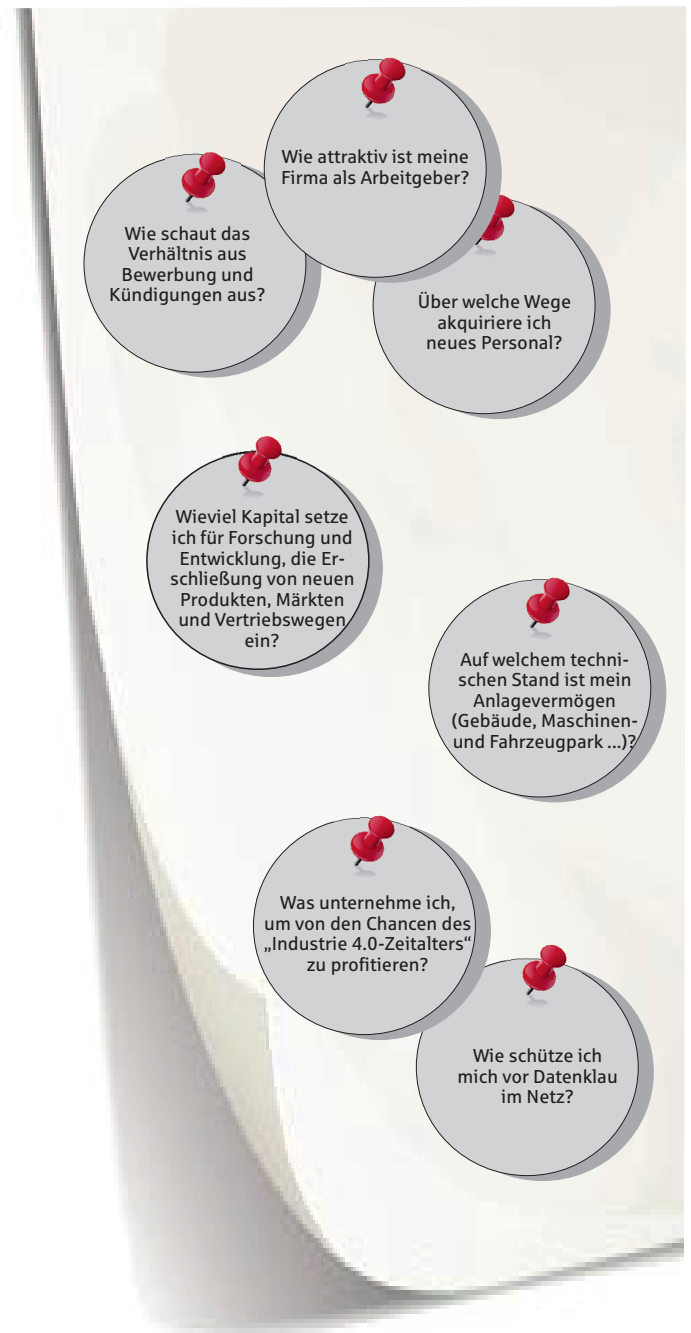 Wie attraktiv ist meine
Firma als Arbeitgeber?
Wie schaut das
Verhältnis aus
Bewerbung und
Kündigungen aus?
Über welche Wege
akquiriere ich
neues Personal?
Wieviel Kapital setze
ich für Forschung und
Entwicklung, die Er-
schließung von neuen
Produkten, Märkten
und Vertriebswegen
ein?
Auf welchem techni-
schen Stand ist mein
Anlagevermögen
(Gebäude, Maschinen-
und Fahrzeugpark ...)?
Was unternehme ich,
um von den Chancen des
„Industrie 4.0-Zeitalters“
zu profitieren?
Wie schütze ich
mich vor Datenklau
im Netz?